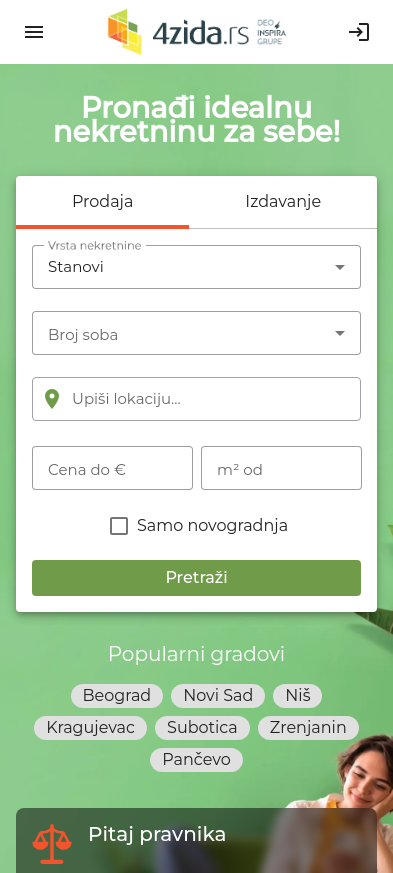 4zida.rs DEO INSPIRA GRUPE
Pronađi idealnu
nekretninu za sebe!
Prodaja Izdavanje
Vrsta nekretnine
Stanovi
Broj soba
Upiši lokaciju...
Cena do € m² od
Samo novogradnja
Pretraži
Popularni gradovi
Beograd Novi Sad Niš
Kragujevac Subotica Zrenjanin
Pančevo
Pitaj pravnika